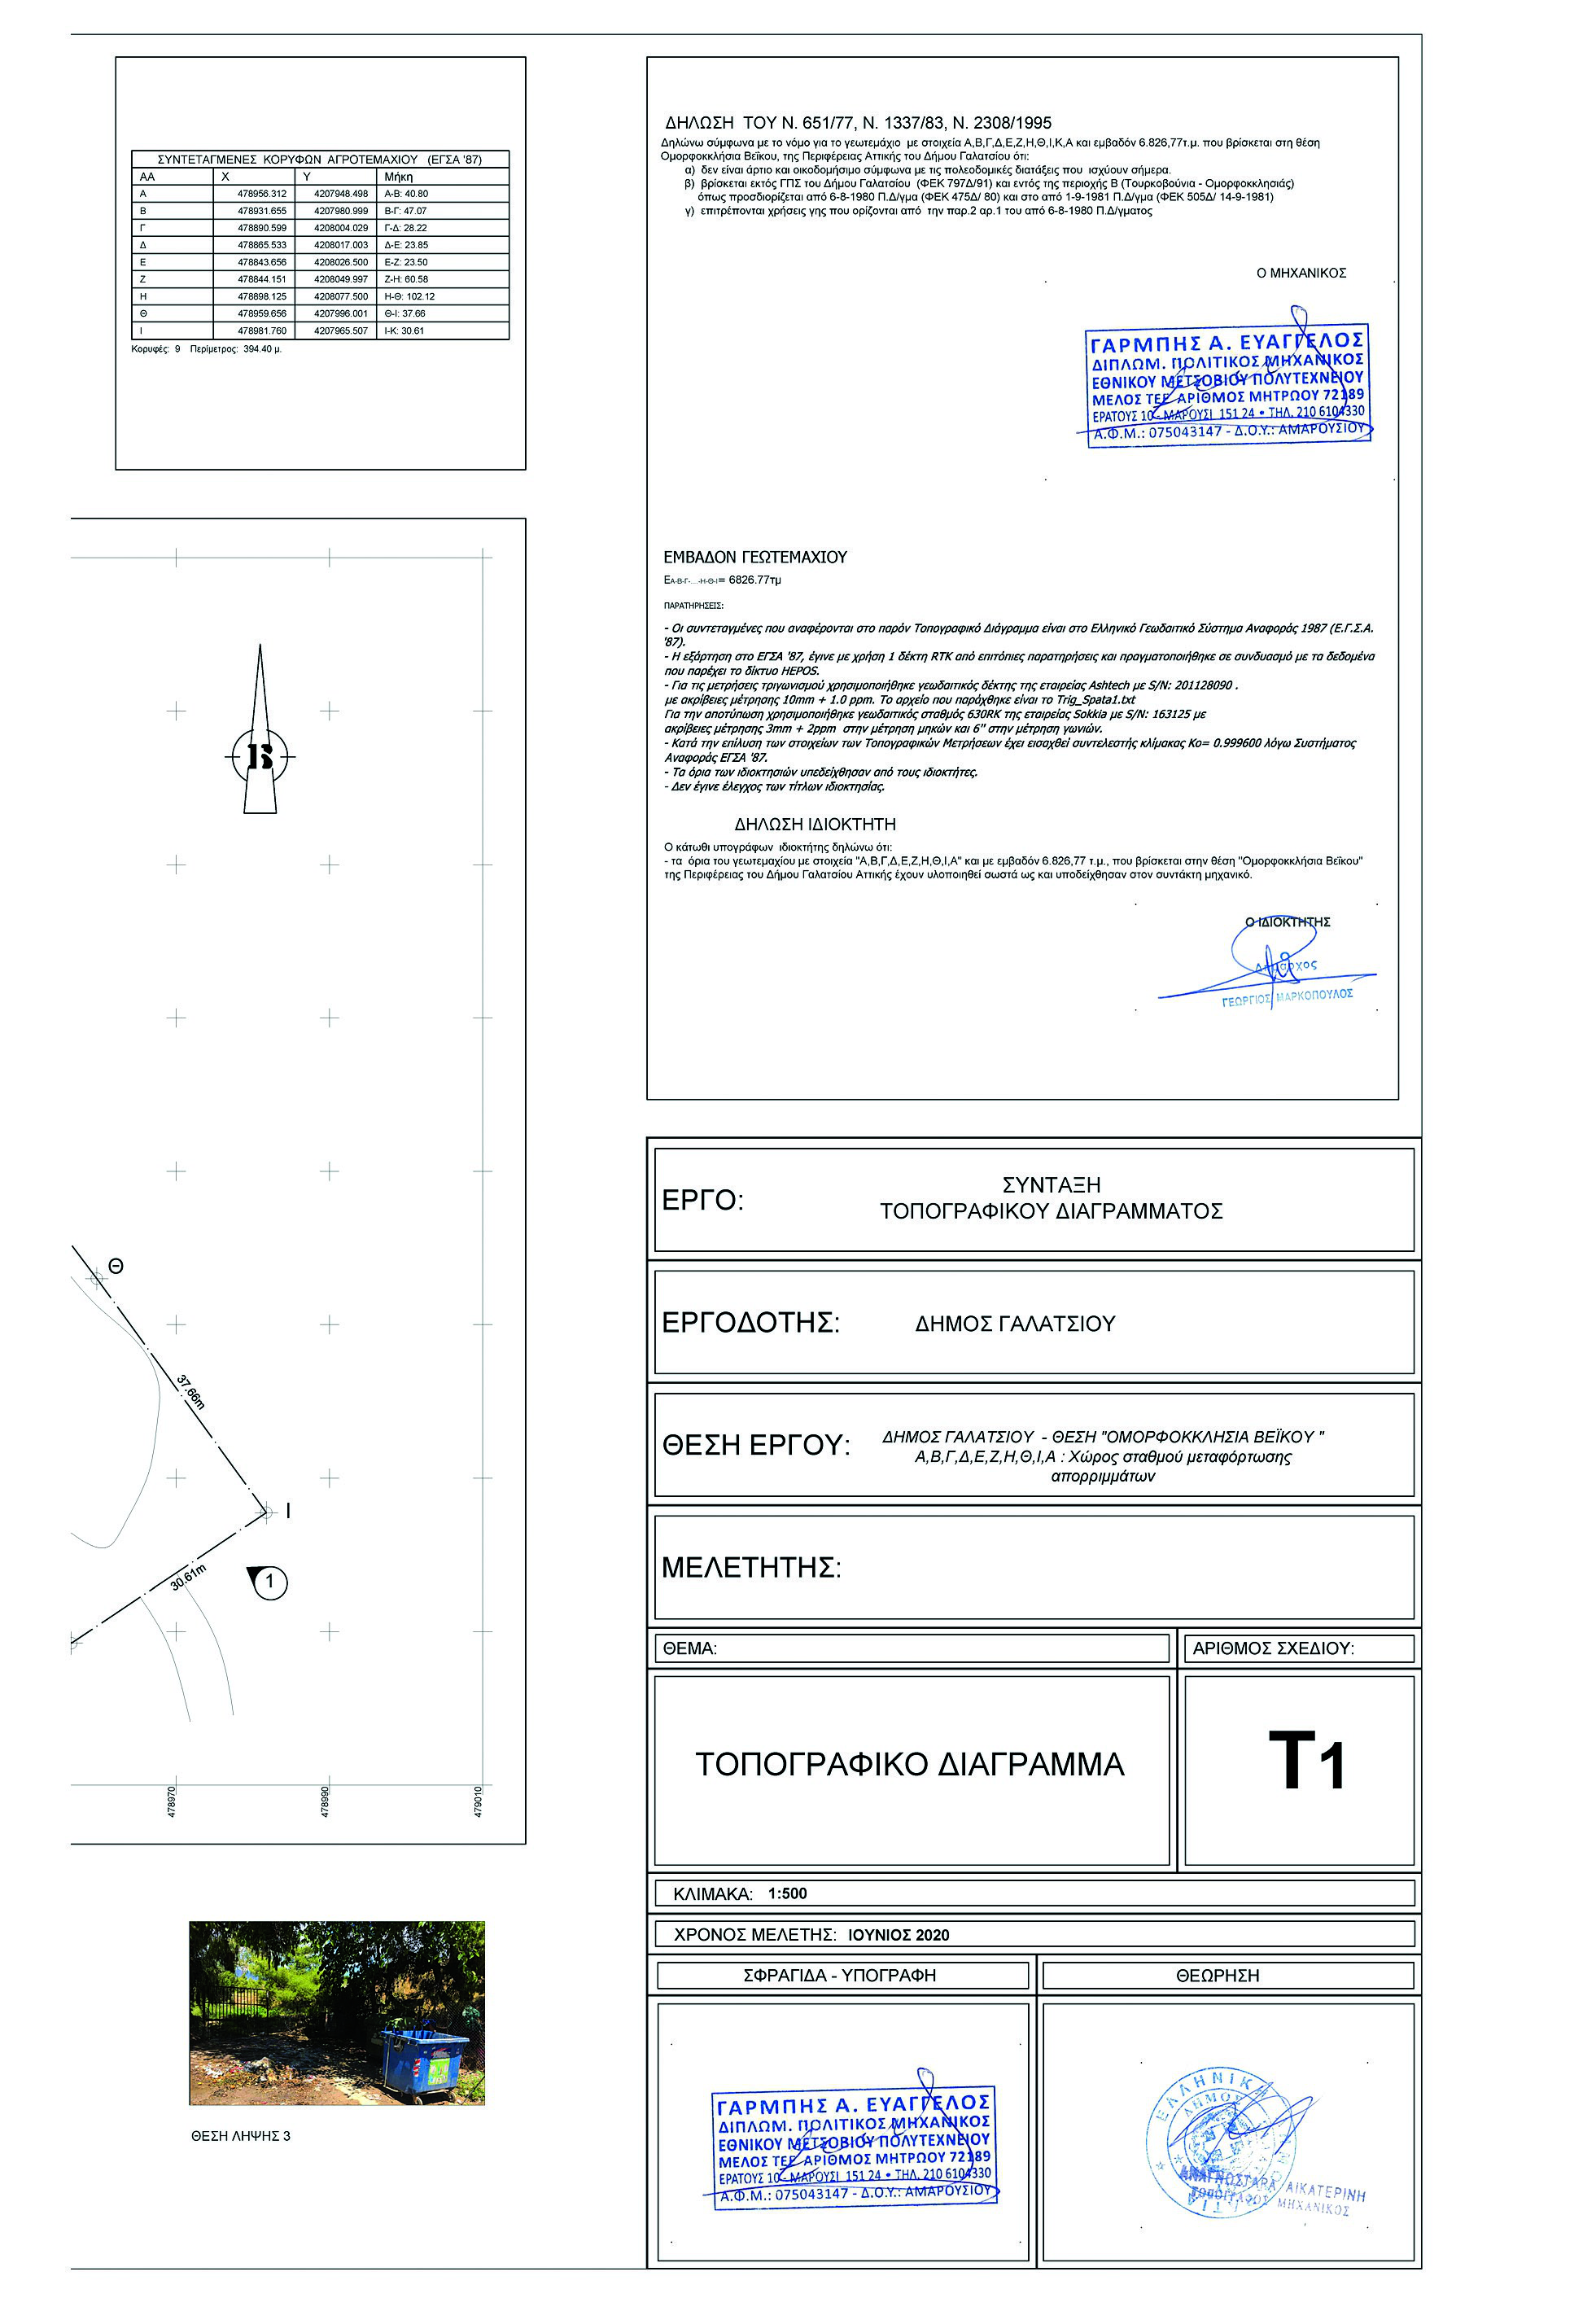 ΣΥΝΤΕΤΑΓΜΕΝΕΣ ΚΟΡΥΦΩΝ ΑΓΡΟΤΕΜΑΧΙΟΥ (ΕΓΣΑ '87)
ΑΑ Χ Υ Μήκη
Α 478956.312 4207948.498 Α-Β: 40.80
Β 478931.655 4207980.999 Β-Γ: 47.07
Γ 478890.599 4208004.029 Γ-Δ: 28.22
Δ 478865.533 4208017.003 Δ-Ε: 23.85
Ε 478843.656 4208026.500 Ε-Ζ: 23.50
Ζ 478844.151 4208049.997 Ζ-Η: 60.58
Η 478898.125 4208077.500 Η-Θ: 102.12
Θ 478959.656 4207996.001 Θ-Ι: 37.66
Ι 478981.760 4207965.507 Ι-Κ: 30.61
Κορυφές: 9 Περίμετρος: 394.40 μ.
Β
Θ
37.66m
Ι
30.61m
1
478970
478990
479010
ΘΕΣΗ ΛΗΨΗΣ 3
ΔΗΛΩΣΗ ΤΟΥ Ν. 651/77, Ν. 1337/83, Ν. 2308/1995
Δηλώνω σύμφωνα με το νόμο για το γεωτεμάχιο με στοιχεία Α,Β,Γ,Δ,Ε,Ζ,Η,Θ,Ι,Κ,Α και εμβαδόν 6.826,77τ.μ. που βρίσκεται στη θέση
Ομορφοκκλήσια Βεΐκου, της Περιφέρειας Αττικής του Δήμου Γαλατσίου ότι:
α) δεν είναι άρτιο και οικοδομήσιμο σύμφωνα με τις πολεοδομικές διατάξεις που ισχύουν σήμερα.
β) βρίσκεται εκτός ΓΠΣ του Δήμου Γαλατσίου (ΦΕΚ 797Δ/91) και εντός της περιοχής Β (Τουρκοβούνια - Ομορφοκκλησιάς)
όπως προσδιορίζεται από 6-8-1980 Π.Δ/γμα (ΦΕΚ 475Δ/ 80) και στο από 1-9-1981 Π.Δ/γμα (ΦΕΚ 505Δ/ 14-9-1981)
γ) επιτρέπονται χρήσεις γης που ορίζονται από την παρ.2 αρ.1 του από 6-8-1980 Π.Δ/γματος
Ο ΜΗΧΑΝΙΚΟΣ
ΓΑΡΜΠΗΣ Α. ΕΥΑΓΓΕΛΟΣ
ΔΙΠΛΩΜ. ΠΟΛΙΤΙΚΟΣ ΜΗΧΑΝΙΚΟΣ
ΕΘΝΙΚΟΥ ΜΕΤΣΟΒΙΟΥ ΠΟΛΥΤΕΧΝΕΙΟΥ
ΜΕΛΟΣ ΤΕΕ ΑΡΙΘΜΟΣ ΜΗΤΡΩΟΥ 72189
ΕΡΑΤΟΥΣ 10 - ΜΑΡΟΥΣΙ 151 24 • ΤΗΛ. 210 6104330
Α.Φ.Μ.: 075043147 - Δ.Ο.Υ.: ΑΜΑΡΟΥΣΙΟΥ
ΕΜΒΑΔΟΝ ΓΕΩΤΕΜΑΧΙΟΥ
ΕΑ-Β-Γ-....-Η-Θ-Ι= 6826.77τμ
ΠΑΡΑΤΗΡΗΣΕΙΣ:
- Οι συντεταγμένες που αναφέρονται στο παρόν Τοπογραφικό Διάγραμμα είναι στο Ελληνικό Γεωδαιτικό Σύστημα Αναφοράς 1987 (Ε.Γ.Σ.Α.
'87).
- Η εξάρτηση στο ΕΓΣΑ '87, έγινε με χρήση 1 δέκτη RTK από επιτόπιες παρατηρήσεις και πραγματοποιήθηκε σε συνδυασμό με τα δεδομένα
που παρέχει το δίκτυο HEPOS.
- Για τις μετρήσεις τριγωνισμού χρησιμοποιήθηκε γεωδαιτικός δέκτης της εταιρείας Ashtech με S/N: 201128090 .
με ακρίβειες μέτρησης 10mm + 1.0 ppm. Το αρχείο που παράχθηκε είναι το Trig_Spata1.txt
Για την αποτύπωση χρησιμοποιήθηκε γεωδαιτικός σταθμός 630RK της εταιρείας Sokkia με S/N: 163125 με
ακρίβειες μέτρησης 3mm + 2ppm στην μέτρηση μηκών και 6'' στην μέτρηση γωνιών.
- Κατά την επίλυση των στοιχείων των Τοπογραφικών Μετρήσεων έχει εισαχθεί συντελεστής κλίμακας Κο= 0.999600 λόγω Συστήματος
Αναφοράς ΕΓΣΑ '87.
- Τα όρια των ιδιοκτησιών υπεδείχθησαν από τους ιδιοκτήτες.
- Δεν έγινε έλεγχος των τίτλων ιδιοκτησίας.
ΔΗΛΩΣΗ ΙΔΙΟΚΤΗΤΗ
Ο κάτωθι υπογράφων ιδιοκτήτης δηλώνω ότι:
- τα όρια του γεωτεμαχίου με στοιχεία "Α,Β,Γ,Δ,Ε,Ζ,Η,Θ,Ι,Α" και με εμβαδόν 6.826,77 τ.μ., που βρίσκεται στην θέση "Ομορφοκκλήσια Βεΐκου"
της Περιφέρειας του Δήμου Γαλατσίου Αττικής έχουν υλοποιηθεί σωστά ως και υποδείχθησαν στον συντάκτη μηχανικό.
Ο ΙΔΙΟΚΤΗΤΗΣ
Δήμαρχος
ΓΕΩΡΓΙΟΣ ΜΑΡΚΟΠΟΥΛΟΣ
ΕΡΓΟ:
ΣΥΝΤΑΞΗ
ΤΟΠΟΓΡΑΦΙΚΟΥ ΔΙΑΓΡΑΜΜΑΤΟΣ
ΕΡΓΟΔΟΤΗΣ: ΔΗΜΟΣ ΓΑΛΑΤΣΙΟΥ
ΘΕΣΗ ΕΡΓΟΥ:
ΔΗΜΟΣ ΓΑΛΑΤΣΙΟΥ - ΘΕΣΗ "ΟΜΟΡΦΟΚΚΛΗΣΙΑ ΒΕΪΚΟΥ "
Α,Β,Γ,Δ,Ε,Ζ,Η,Θ,Ι,Α : Χώρος σταθμού μεταφόρτωσης
απορριμμάτων
ΜΕΛΕΤΗΤΗΣ:
ΘΕΜΑ: ΑΡΙΘΜΟΣ ΣΧΕΔΙΟΥ:
ΤΟΠΟΓΡΑΦΙΚΟ ΔΙΑΓΡΑΜΜΑ T1
ΚΛΙΜΑΚΑ: 1:500
ΧΡΟΝΟΣ ΜΕΛΕΤΗΣ: ΙΟΥΝΙΟΣ 2020
ΣΦΡΑΓΙΔΑ - ΥΠΟΓΡΑΦΗ ΘΕΩΡΗΣΗ
ΓΑΡΜΠΗΣ Α. ΕΥΑΓΓΕΛΟΣ
ΔΙΠΛΩΜ. ΠΟΛΙΤΙΚΟΣ ΜΗΧΑΝΙΚΟΣ
ΕΘΝΙΚΟΥ ΜΕΤΣΟΒΙΟΥ ΠΟΛΥΤΕΧΝΕΙΟΥ
ΜΕΛΟΣ ΤΕΕ ΑΡΙΘΜΟΣ ΜΗΤΡΩΟΥ 72189
ΕΡΑΤΟΥΣ 10 - ΜΑΡΟΥΣΙ 151 24 • ΤΗΛ. 210 6104330
Α.Φ.Μ.: 075043147 - Δ.Ο.Υ.: ΑΜΑΡΟΥΣΙΟΥ
ΔΗΜΟΣ
ΑΝΑΓΝΩΣΤΑΡΑ ΑΙΚΑΤΕΡΙΝΗ
ΤΟΠΟΓΡΑΦΟΣ ΜΗΧΑΝΙΚΟΣ